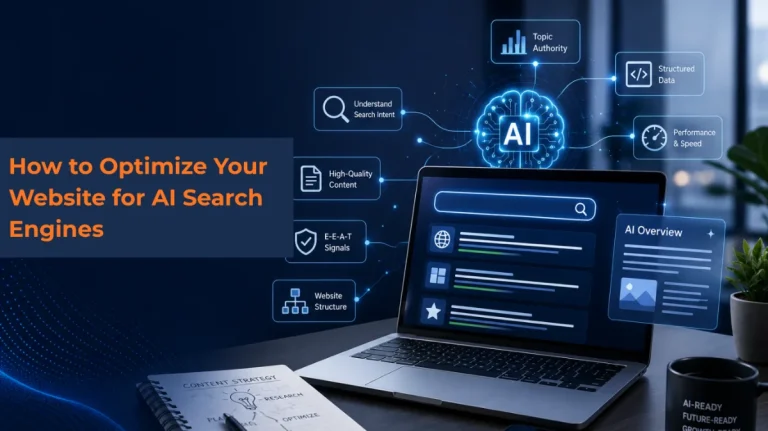 How to Optimize Your
Website for AI Search
Engines
Topic
Authority
Understand
Search Intent
Structured
Data
AI
Performance
& Speed
High-Quality
Content
E-E-A-T
Signals
Website
Structure
AI Overview
CONTENT STRATEGY
RESEARCH
OPTIMIZE
AI-READY
FUTURE-READY